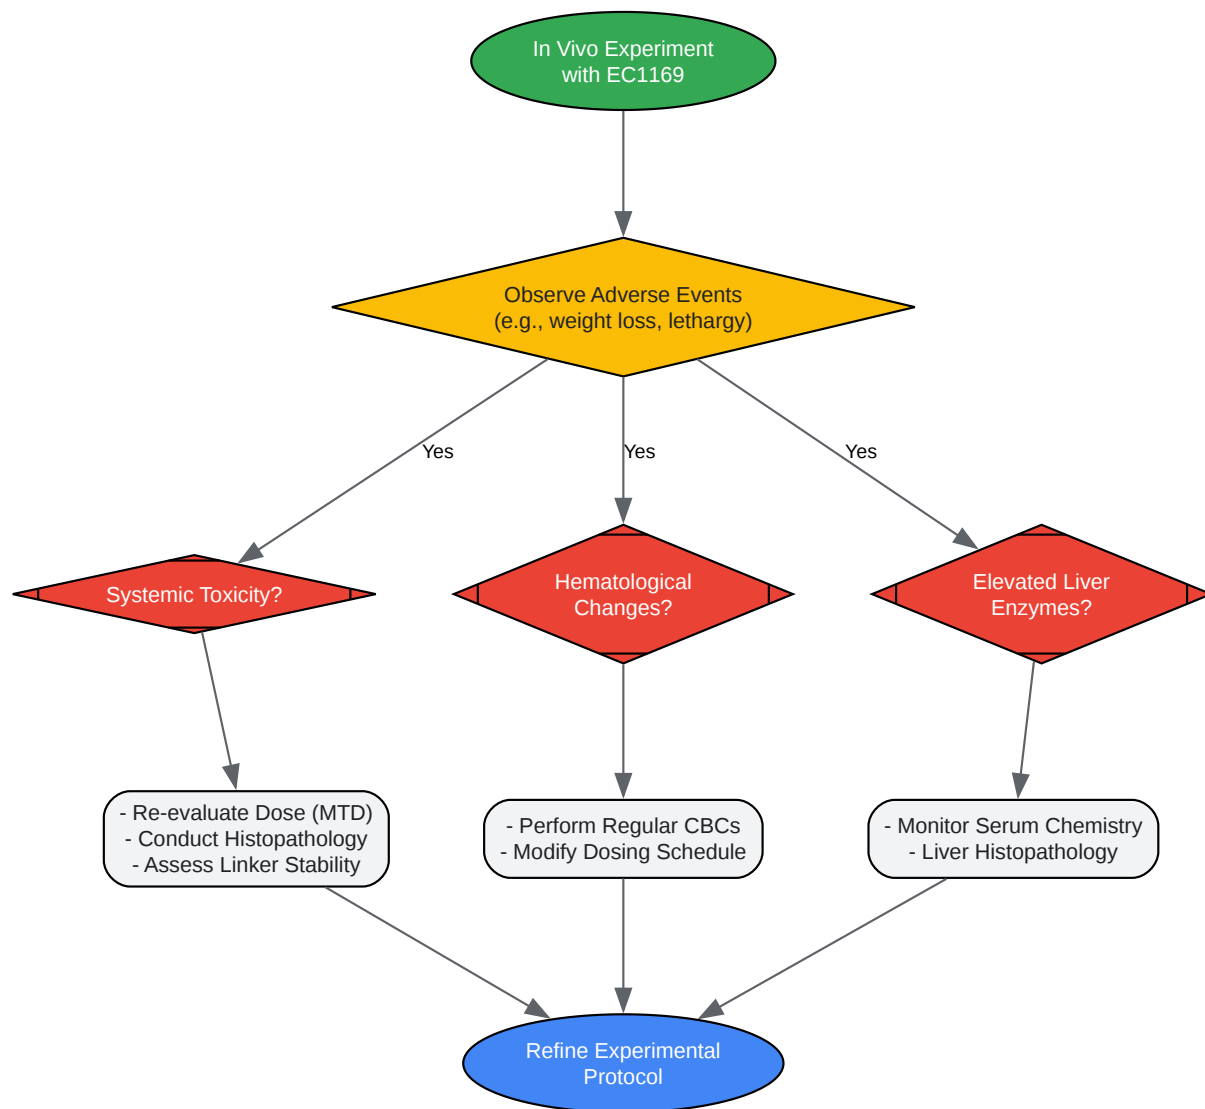 In Vivo Experiment
with EC1169
Observe Adverse Events
(e.g., weight loss, lethargy)
Yes
Yes
Yes
Systemic Toxicity?
Hematological
Changes?
Elevated Liver
Enzymes?
- Re-evaluate Dose (MTD)
- Conduct Histopathology
- Assess Linker Stability
- Perform Regular CBCs
- Modify Dosing Schedule
- Monitor Serum Chemistry
- Liver Histopathology
Refine Experimental
Protocol